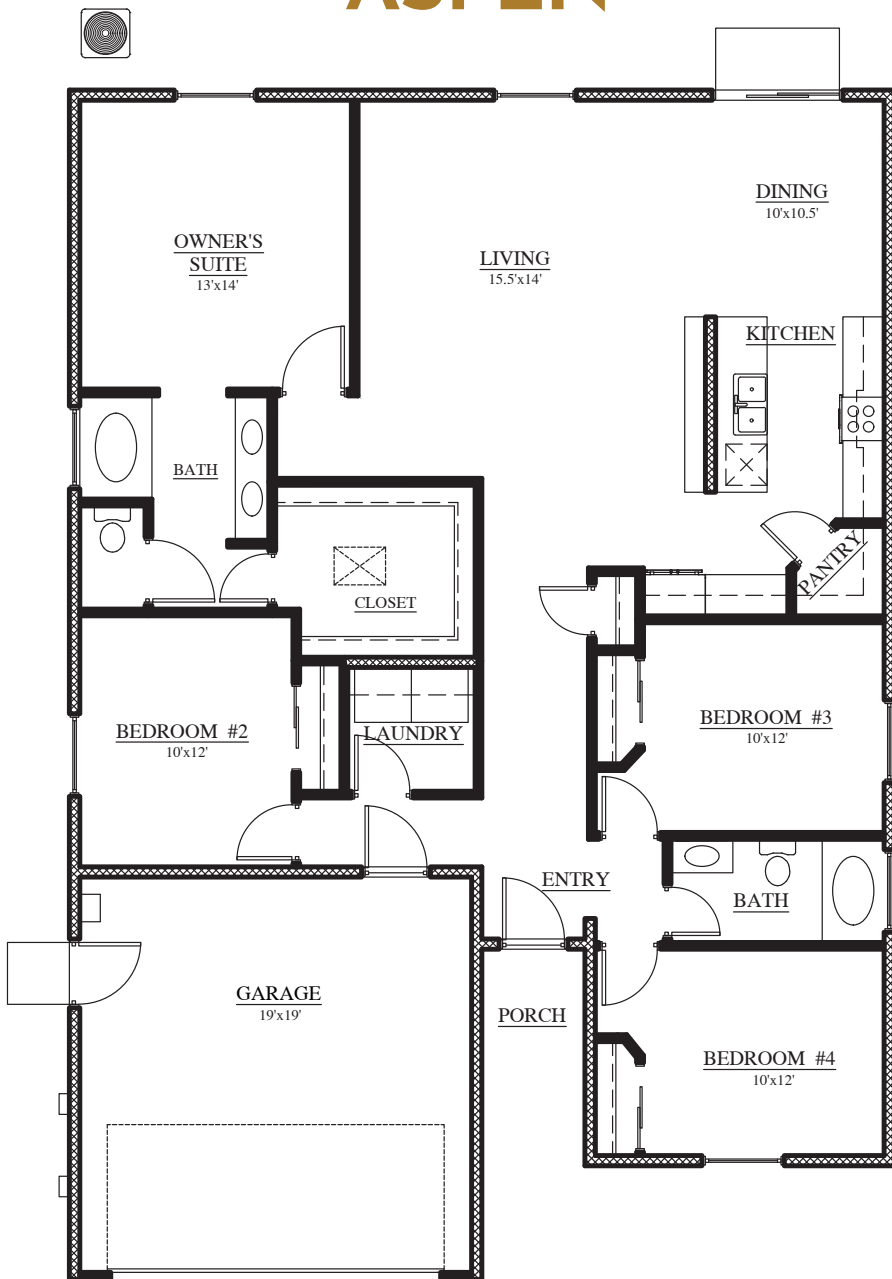 ASPEN
DINING
10'x10.5'
OWNER'S
SUITE
13'x14'
LIVING
15.5'x14'
KITCHEN
BATH
PANTRY
CLOSET
BEDROOM #2
10'x12'
LAUNDRY
BEDROOM #3
10'x12'
ENTRY
BATH
GARAGE
19'x19'
PORCH
BEDROOM #4
10'x12'